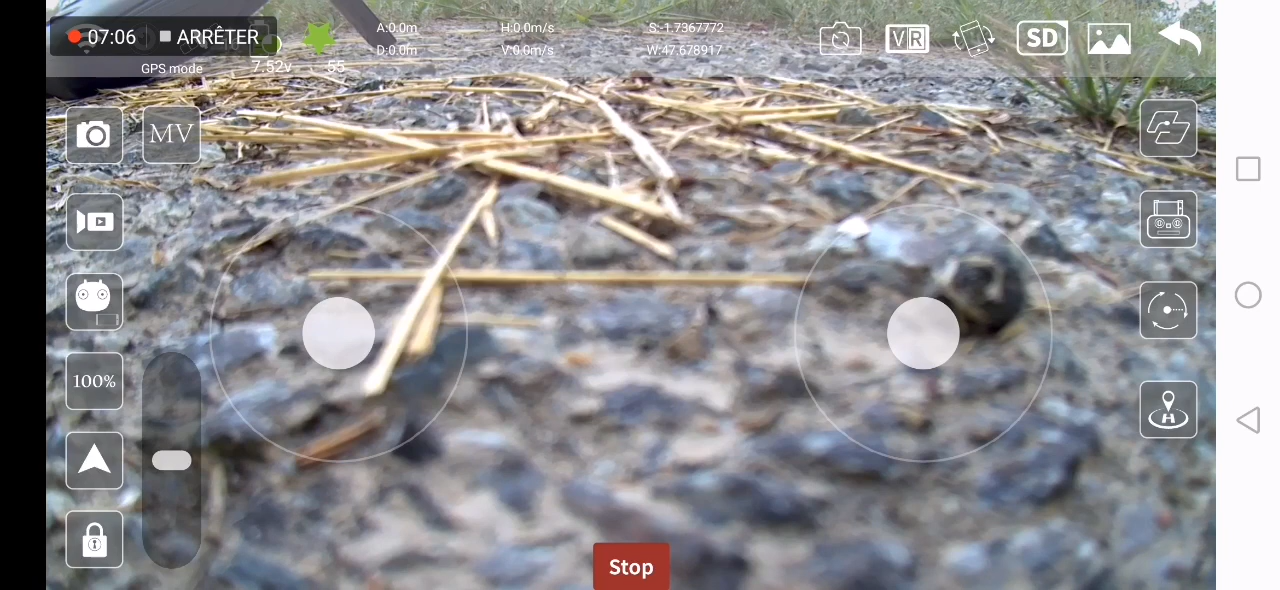 07:06 ARRÊTER
A:0.0m H:0.0m/s S:-1.7367772
D:0.0m V:0.0m/s W:47.678917
GPS mode 7.52v 55
VR
SD
MV
100%
H
Stop